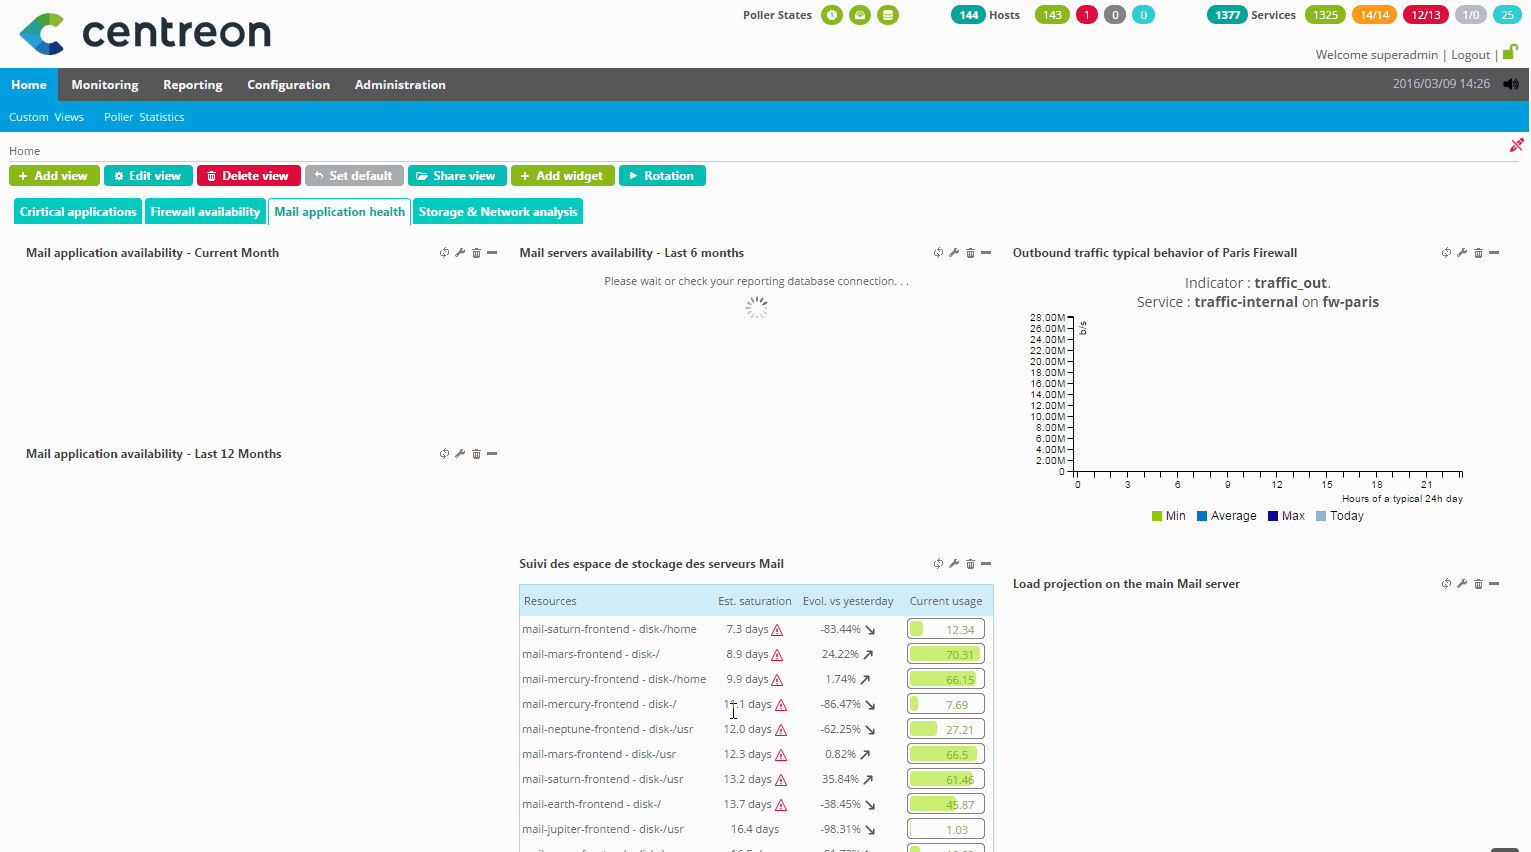 centreon
Poller States 144 Hosts 143 1 0 0 1377 Services 1325 14/14 12/13 1/0 25
Welcome superadmin | Logout |
Home Monitoring Reporting Configuration Administration 2016/03/09 14:26
Custom Views Poller Statistics
Home
+ Add view Edit view Delete view Set default Share view + Add widget Rotation
Crirtical applications Firewall availability Mail application health Storage & Network analysis
Mail application availability - Current Month
Mail application availability - Last 12 Months
Mail servers availability - Last 6 months
Please wait or check your reporting database connection. . .
Suivi des espace de stockage des serveurs Mail
Resources Est. saturation Evol. vs yesterday Current usage
mail-saturn-frontend - disk-/home 7.3 days -83.44% 12.34
mail-mars-frontend - disk-/ 8.9 days 24.22% 70.31
mail-mercury-frontend - disk-/home 9.9 days 1.74% 66.15
mail-mercury-frontend - disk-/ 11.1 days -86.47% 7.69
mail-neptune-frontend - disk-/usr 12.0 days -62.25% 27.21
mail-mars-frontend - disk-/usr 12.3 days 0.82% 66.5
mail-saturn-frontend - disk-/usr 13.2 days 35.84% 61.46
mail-earth-frontend - disk-/ 13.7 days -38.45% 45.87
mail-jupiter-frontend - disk-/usr 16.4 days -98.31% 1.03
Outbound traffic typical behavior of Paris Firewall
Indicator : traffic_out.
Service : traffic-internal on fw-paris
28.00M
26.00M
24.00M
22.00M
20.00M
18.00M
16.00M
14.00M
12.00M
10.00M
8.00M
6.00M
4.00M
2.00M
0
b/s
0 3 6 9 12 15 18 21
Hours of a typical 24h day
Min Average Max Today
Load projection on the main Mail server